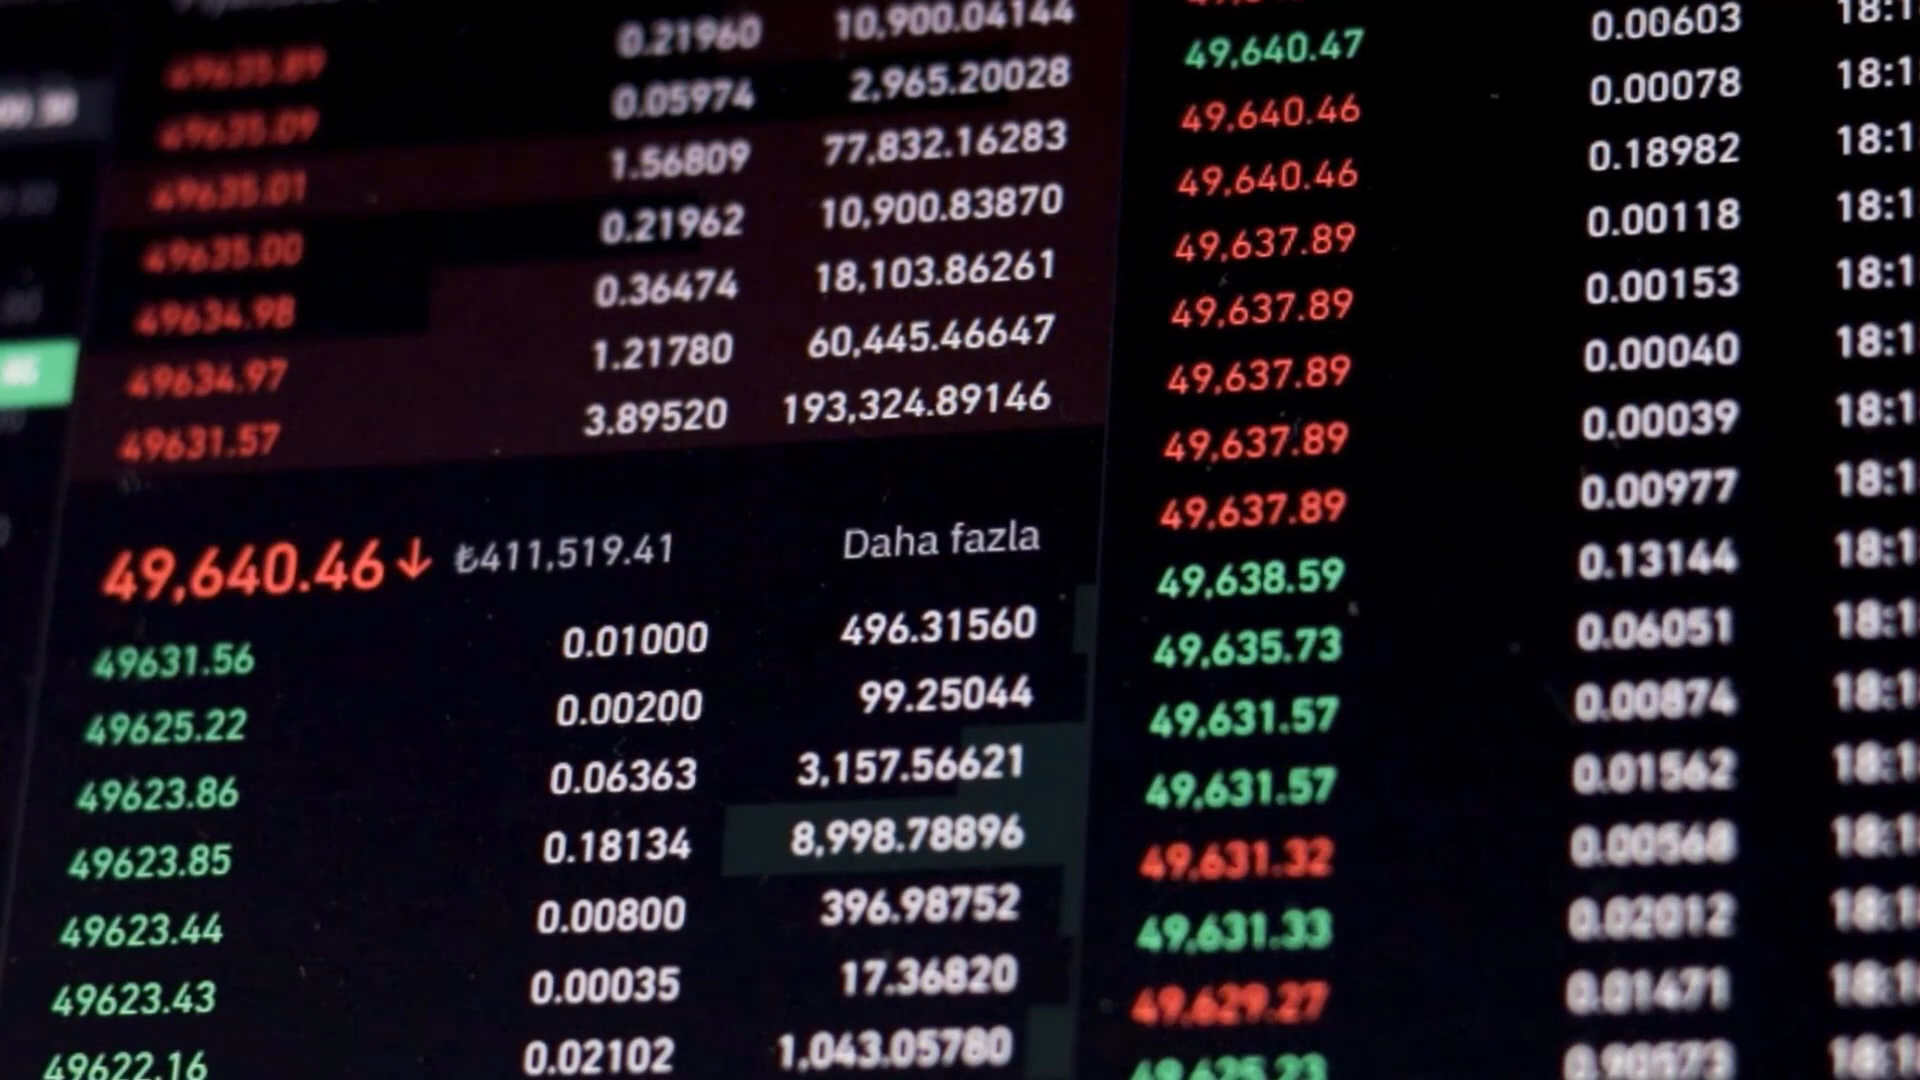 49635.89 0.21960 10,900.04144
49635.09 0.05974 2,965.20028
49635.01 1.56809 77,832.16283
49635.00 0.21962 10,900.83870
49634.98 0.36474 18,103.86261
49634.97 1.21780 60,445.46647
49631.57 3.89520 193,324.89146
49,640.46↓ ₺411,519.41 Daha fazla
49631.56 0.01000 496.31560
49625.22 0.00200 99.25044
49623.86 0.06363 3,157.56621
49623.85 0.18134 8,998.78896
49623.44 0.00800 396.98752
49623.43 0.00035 17.36820
49622.16 0.02102 1,043.05780
0.00603 18:1
49,640.47 0.00078 18:1
49,640.46 0.18982 18:1
49,640.46 0.00118 18:1
49,637.89 0.00153 18:1
49,637.89 0.00040 18:1
49,637.89 0.00039 18:1
49,637.89 0.00977 18:1
49,637.89 0.13144 18:1
49,638.59 0.06051 18:1
49,635.73 0.00874 18:1
49,631.57 0.01562 18:1
49,631.57 0.00568 18:1
49,631.32 0.02012 18:1
49,631.33 0.01471 18:1
49,629.27 0.90573 18:1
49,625.23